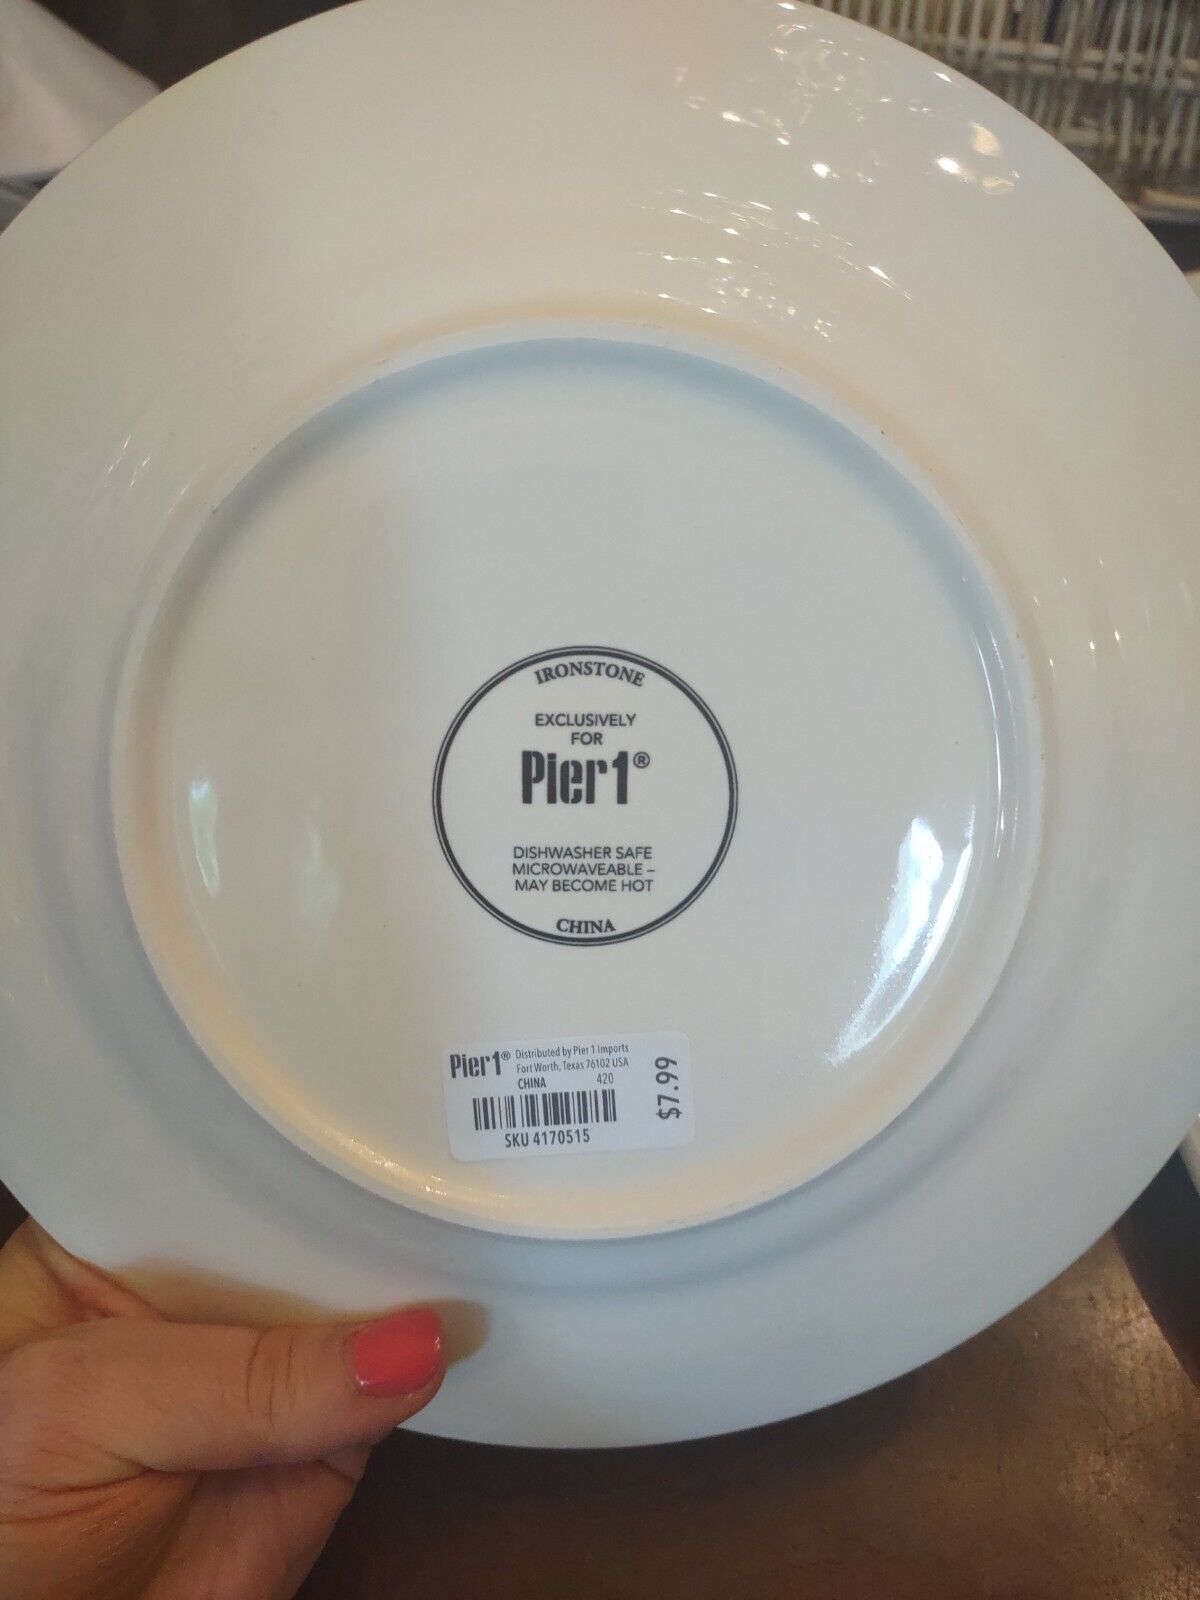 IRONSTONE
EXCLUSIVELY
FOR
Pier1®
DISHWASHER SAFE
MICROWAVEABLE –
MAY BECOME HOT
CHINA
Pier1® Distributed by Pier 1 Imports
Fort Worth, Texas 76102 USA
CHINA 420
SKU 4170515
$7.99